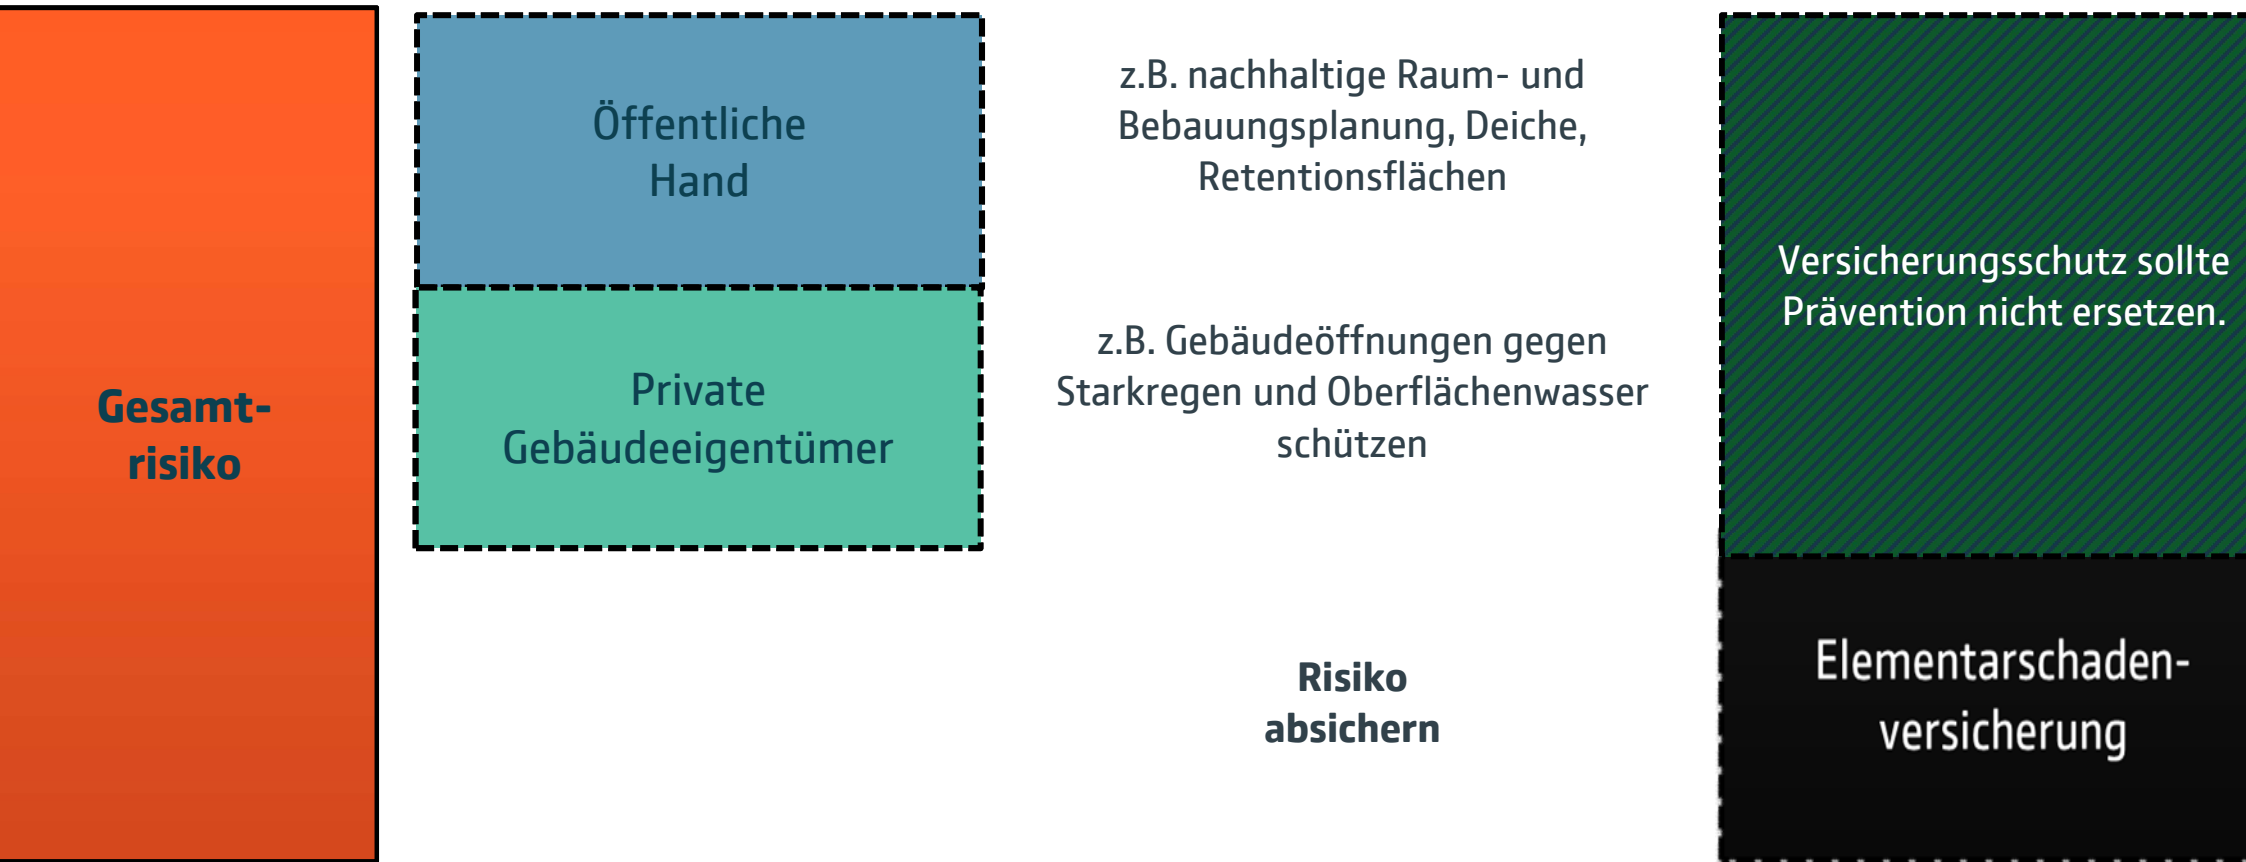 Gesamt-
risiko
Öffentliche
Hand
Private
Gebäudeeigentümer
z.B. nachhaltige Raum- und
Bebauungsplanung, Deiche,
Retentionsflächen
z.B. Gebäudeöffnungen gegen
Starkregen und Oberflächenwasser
schützen
Risiko
absichern
Versicherungsschutz sollte
Prävention nicht ersetzen.
Elementarschaden-
versicherung